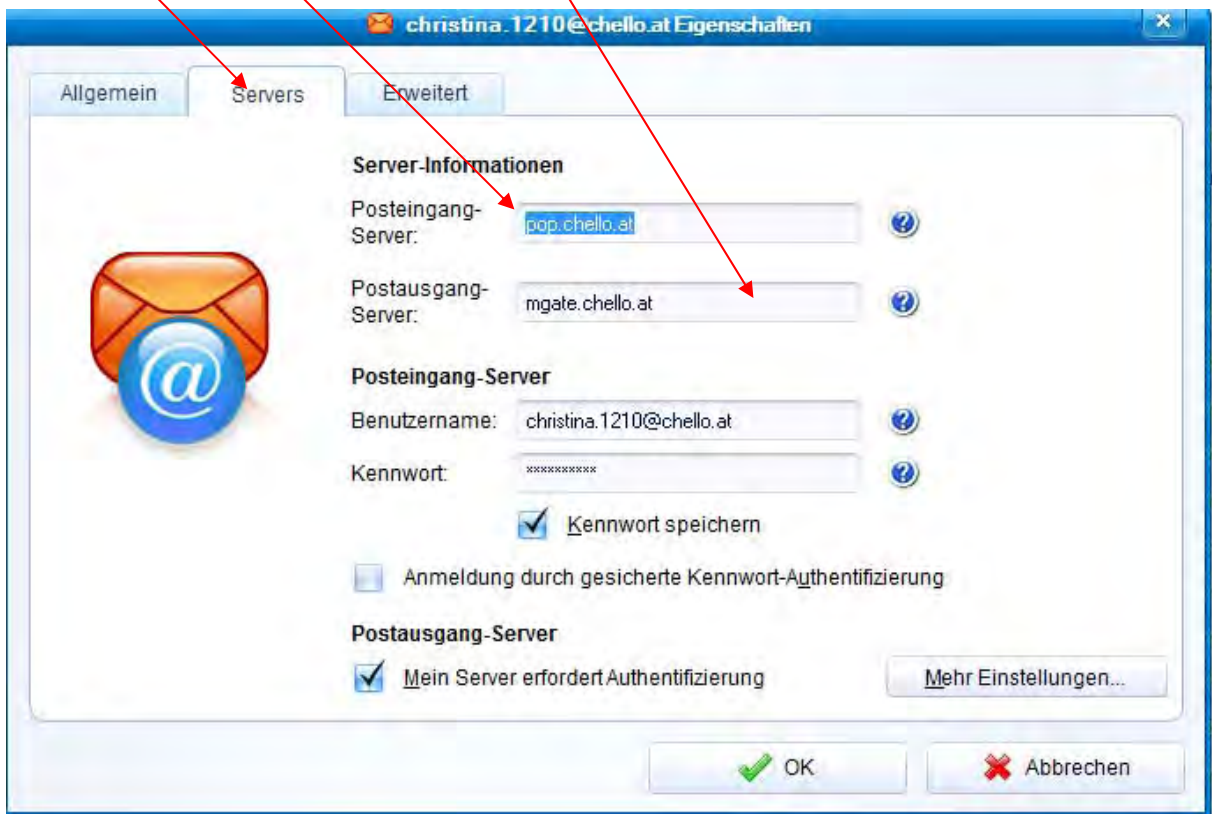 christina.1210@chello.at Eigenschaften
Allgemein
Servers
Erweitert
Server-Informationen
Posteingang-
Server:
pop.chello.at
Postausgang-
Server:
mgate.chello.at
Posteingang-Server
Benutzername:
christina.1210@chello.at
Kennwort:
**********
Kennwort speichern
Anmeldung durch gesicherte Kennwort-Authentifizierung
Postausgang-Server
Mein Server erfordert Authentifizierung
Mehr Einstellungen...
OK
Abbrechen